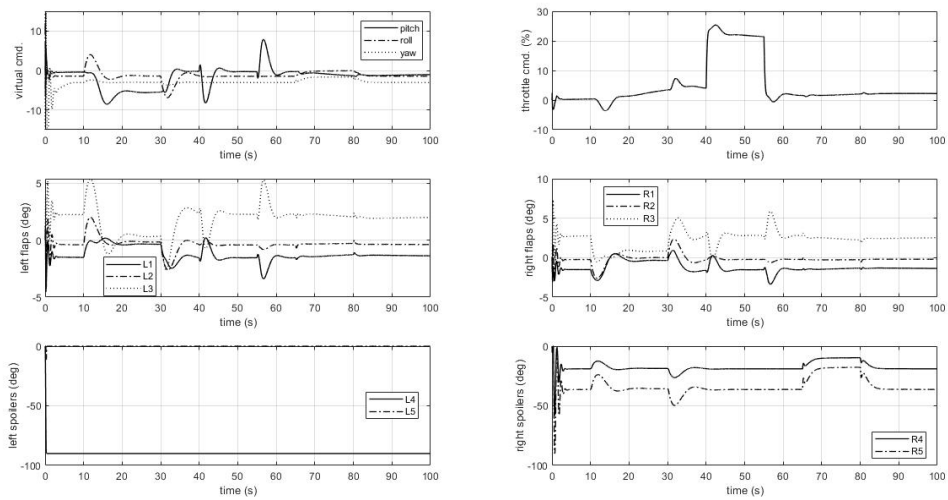 10
0
-10
virtual cmd.
pitch
roll
yaw
0 10 20 30 40 50 60 70 80 90 100
time (s)
30
20
10
0
-10
throttle cmd. (%)
0 10 20 30 40 50 60 70 80 90 100
time (s)
5
0
-5
left flaps (deg)
L1
L2
L3
0 10 20 30 40 50 60 70 80 90 100
time (s)
10
5
0
-5
right flaps (deg)
R1
R2
R3
0 10 20 30 40 50 60 70 80 90 100
time (s)
0
-50
-100
left spoilers (deg)
L4
L5
0 10 20 30 40 50 60 70 80 90 100
time (s)
0
-50
-100
right spoilers (deg)
R4
R5
0 10 20 30 40 50 60 70 80 90 100
time (s)